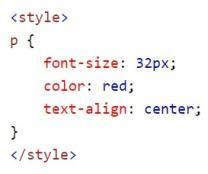 <style>
p {
    font-size: 32px;
    color: red;
    text-align: center;
}
</style>